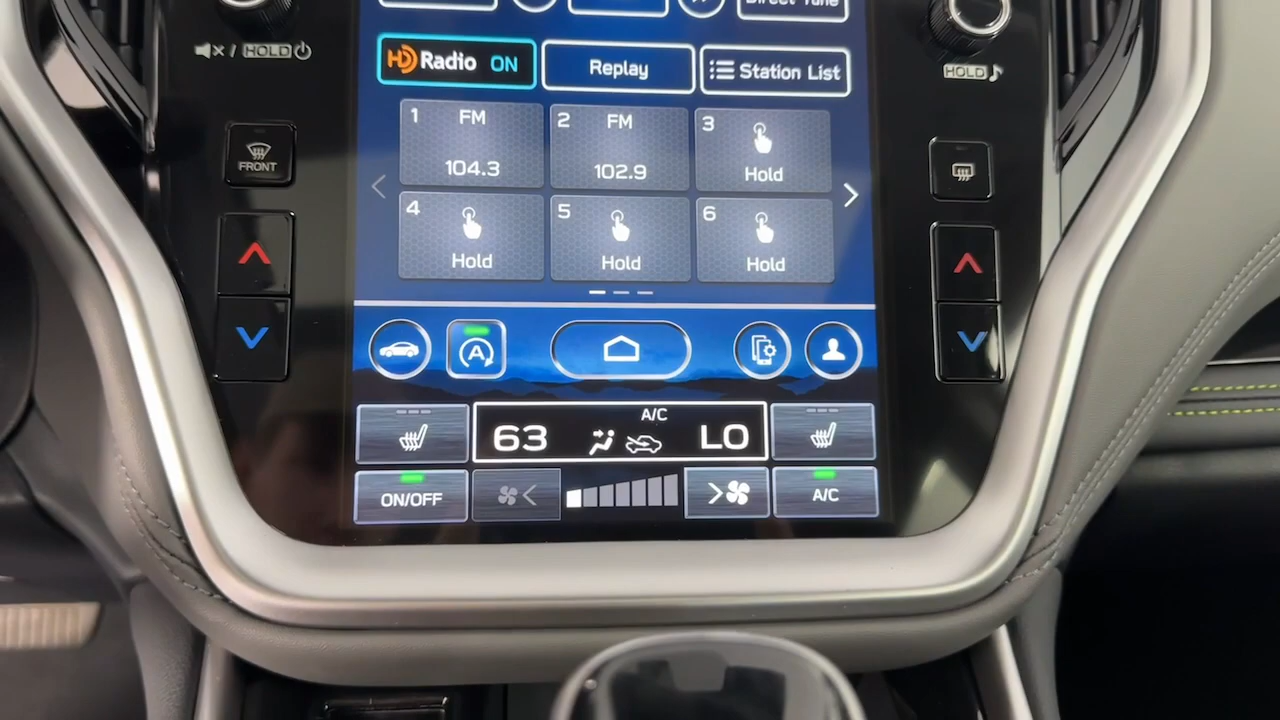 Direct Tune
/ HOLD
HOLD
HD Radio ON
Replay
Station List
1 FM
104.3
2 FM
102.9
3
Hold
4
Hold
5
Hold
6
Hold
FRONT
A
A/C
63
LO
ON/OFF
A/C